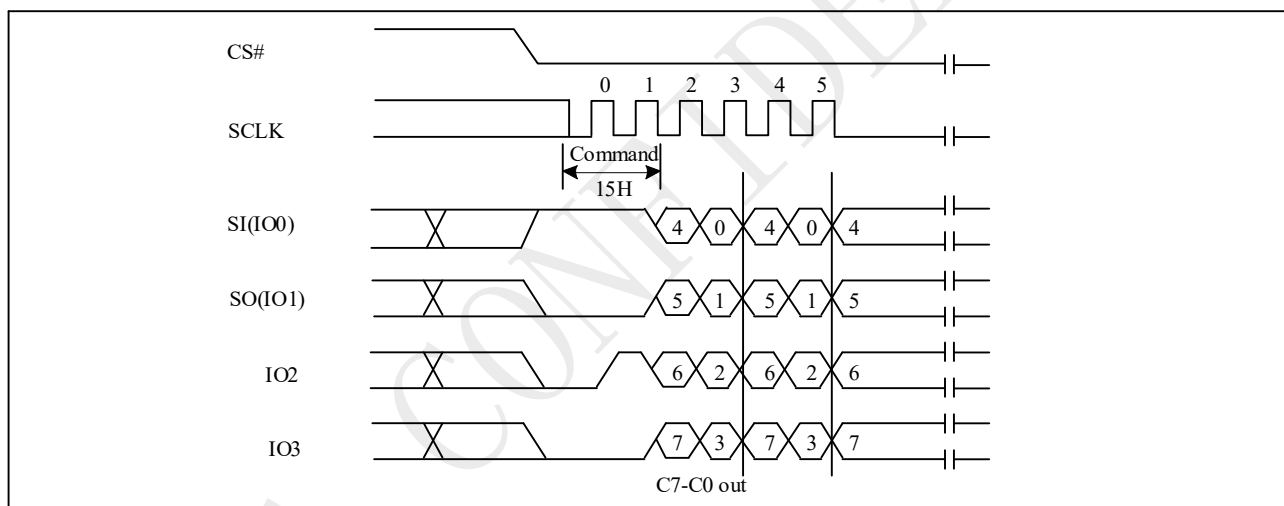 CS#
0 1 2 3 4 5
SCLK
Command
15H
SI(IO0) 4 0 4 0 4
SO(IO1) 5 1 5 1 5
IO2 6 2 6 2 6
IO3 7 3 7 3 7
C7-C0 out